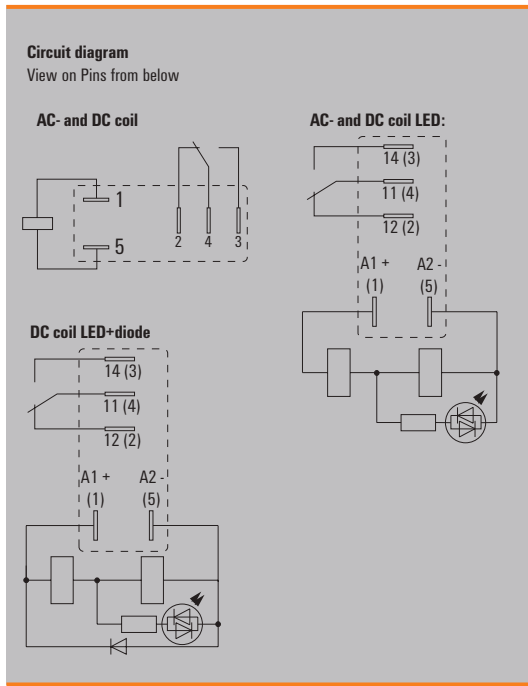 Circuit diagram
View on Pins from below
AC- and DC coil
1
5
2 4 3
AC- and DC coil LED:
14 (3)
11 (4)
12 (2)
A1 + A2 -
(1) (5)
DC coil LED+diode
14 (3)
11 (4)
12 (2)
A1 + A2 -
(1) (5)